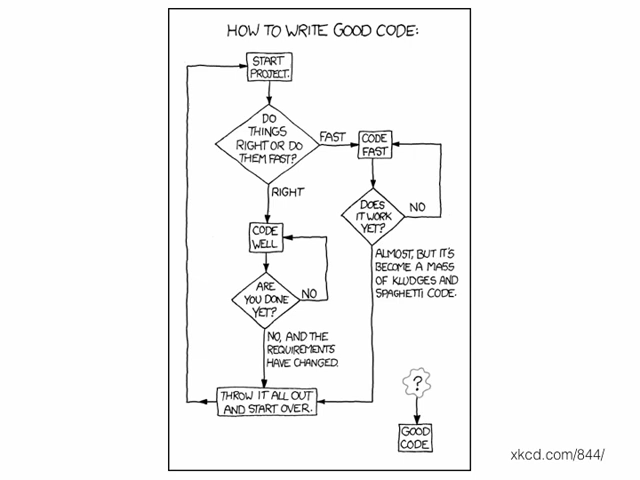 HOW TO WRITE GOOD CODE:
START
PROJECT.
DO
THINGS
RIGHT OR DO
THEM FAST?
FAST
CODE
FAST
RIGHT
DOES
IT WORK
YET?
NO
CODE
WELL
ALMOST, BUT IT'S
BECOME A MASS
OF KLUDGES AND
SPAGHETTI CODE.
ARE
YOU DONE
YET?
NO
NO, AND THE
REQUIREMENTS
HAVE CHANGED.
THROW IT ALL OUT
AND START OVER.
?
GOOD
CODE
xkcd.com/844/